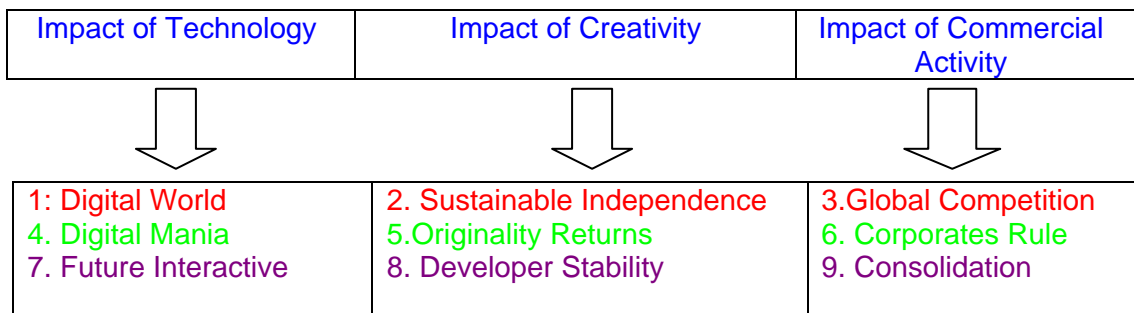 Impact of Technology
Impact of Creativity
Impact of Commercial
Activity
1: Digital World
4. Digital Mania
7. Future Interactive
2. Sustainable Independence
5.Originality Returns
8. Developer Stability
3.Global Competition
6. Corporates Rule
9. Consolidation